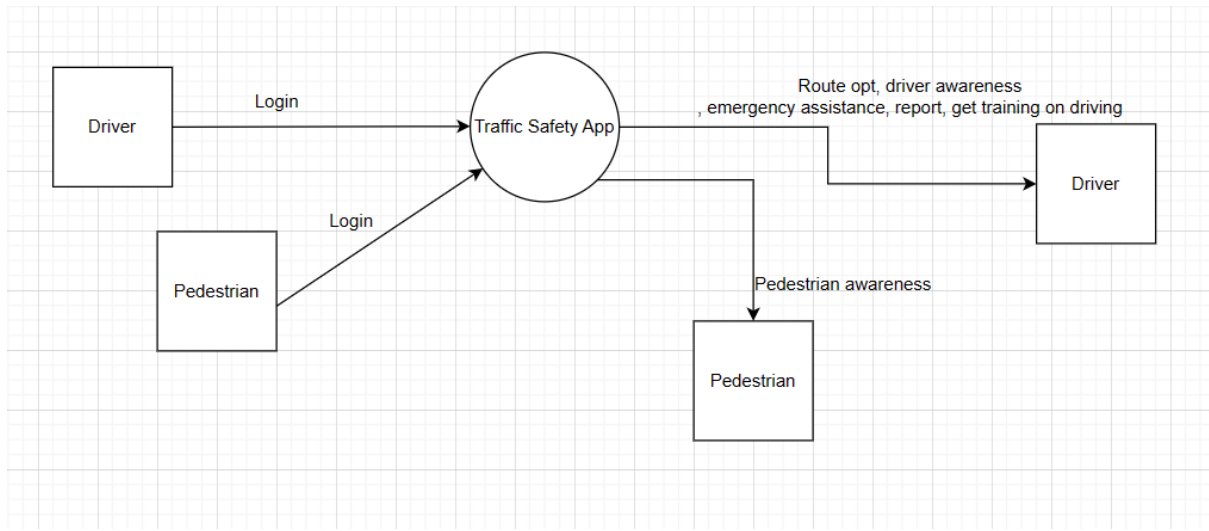 Driver
Login
Traffic Safety App
Route opt, driver awareness
, emergency assistance, report, get training on driving
Driver
Login
Pedestrian
Pedestrian awareness
Pedestrian